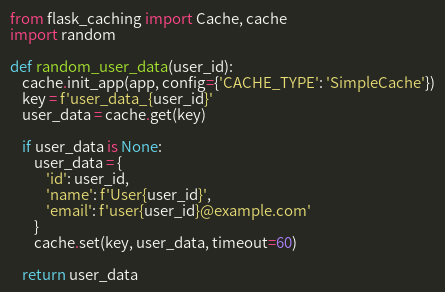 from flask_caching import Cache, cache
import random

def random_user_data(user_id):
    cache.init_app(app, config={'CACHE_TYPE': 'SimpleCache'})
    key = f'user_data_{user_id}'
    user_data = cache.get(key)

    if user_data is None:
        user_data = {
            'id': user_id,
            'name': f'User{user_id}',
            'email': f'user{user_id}@example.com'
        }
        cache.set(key, user_data, timeout=60)

    return user_data